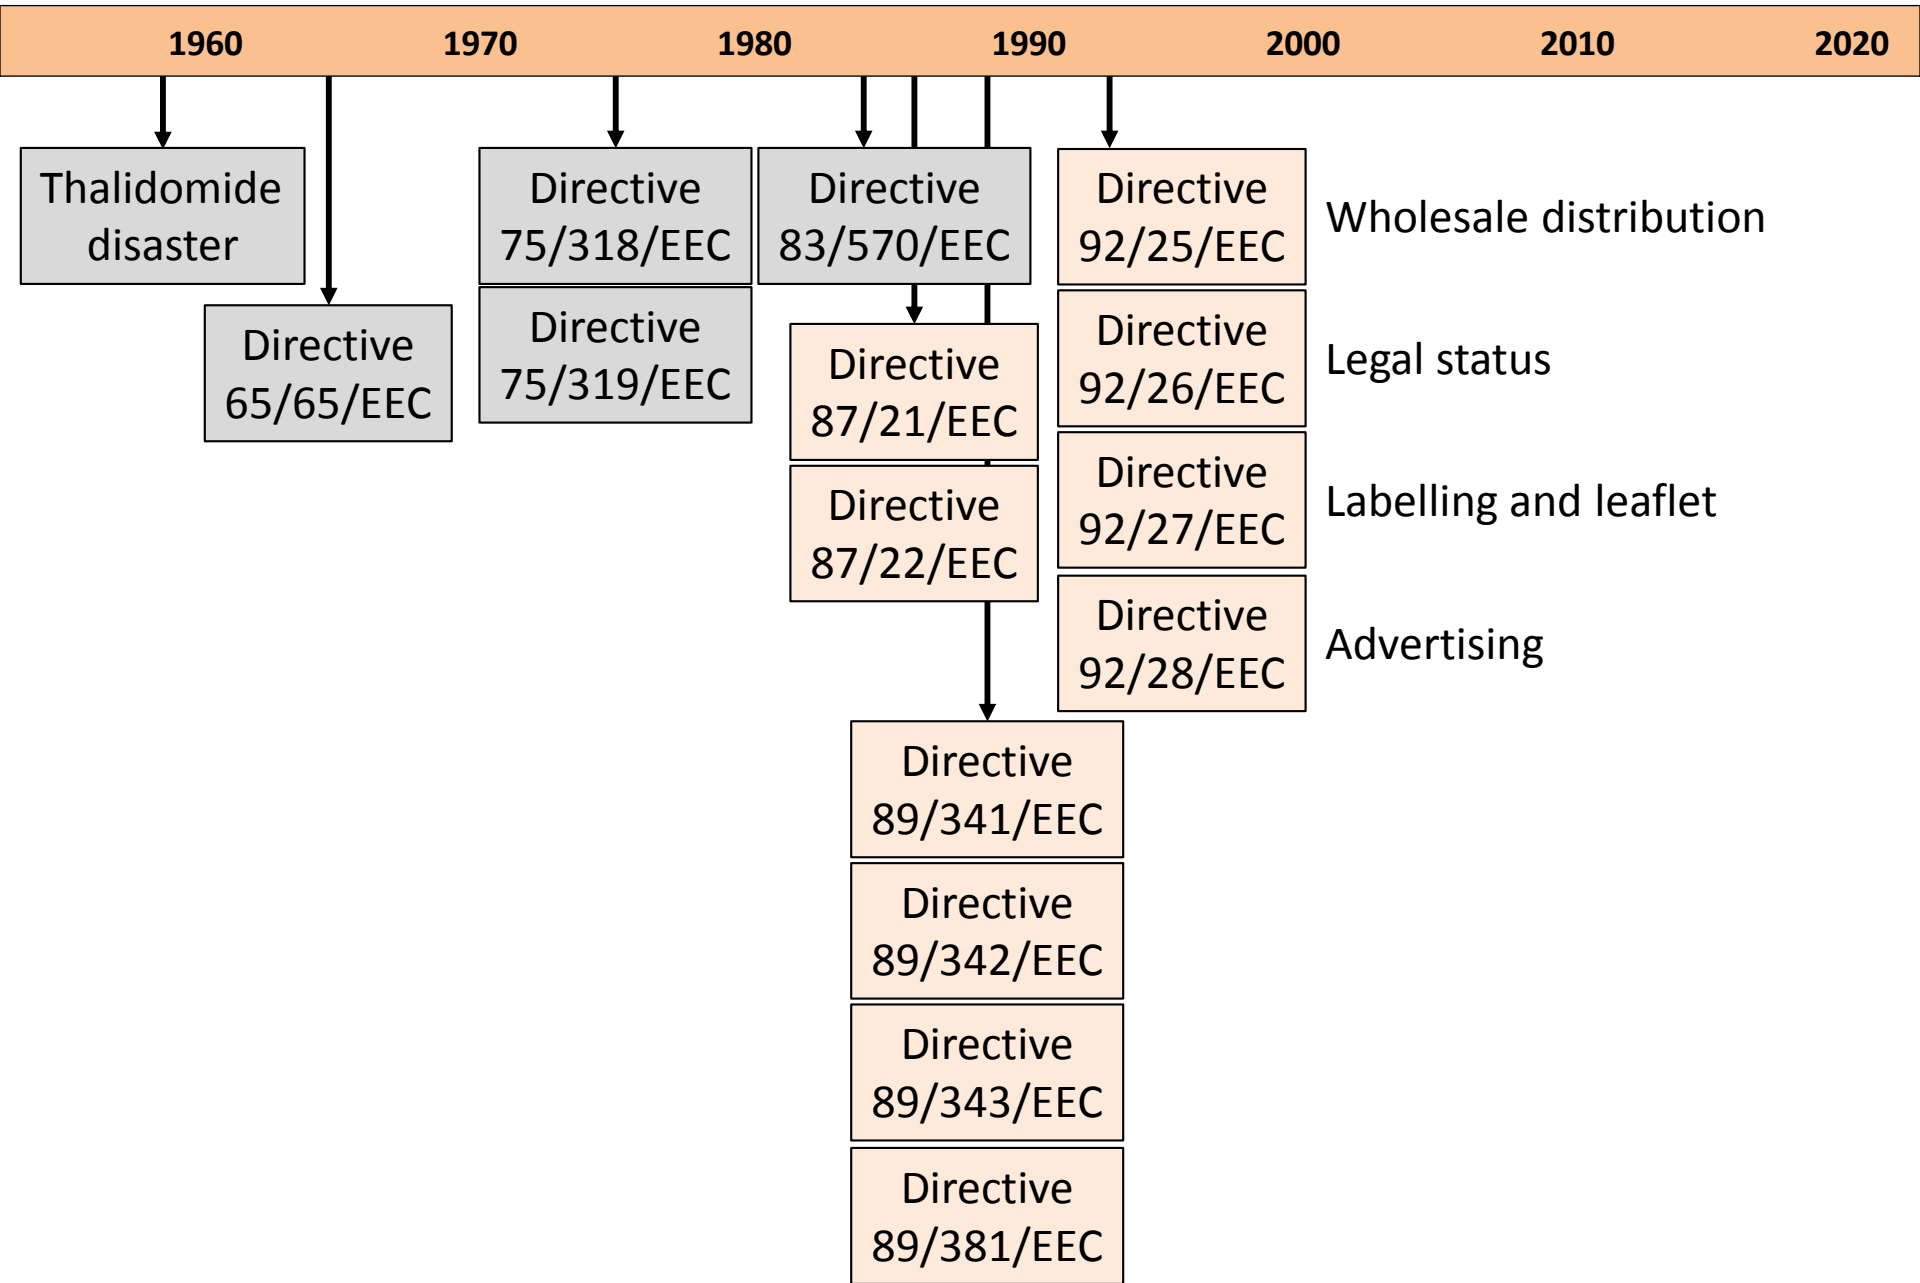 1960 1970 1980 1990 2000 2010 2020
Thalidomide
disaster
Directive
65/65/EEC
Directive
75/318/EEC
Directive
75/319/EEC
Directive
83/570/EEC
Directive
87/21/EEC
Directive
87/22/EEC
Directive
89/341/EEC
Directive
89/342/EEC
Directive
89/343/EEC
Directive
89/381/EEC
Directive
92/25/EEC
Wholesale distribution
Directive
92/26/EEC
Legal status
Directive
92/27/EEC
Labelling and leaflet
Directive
92/28/EEC
Advertising